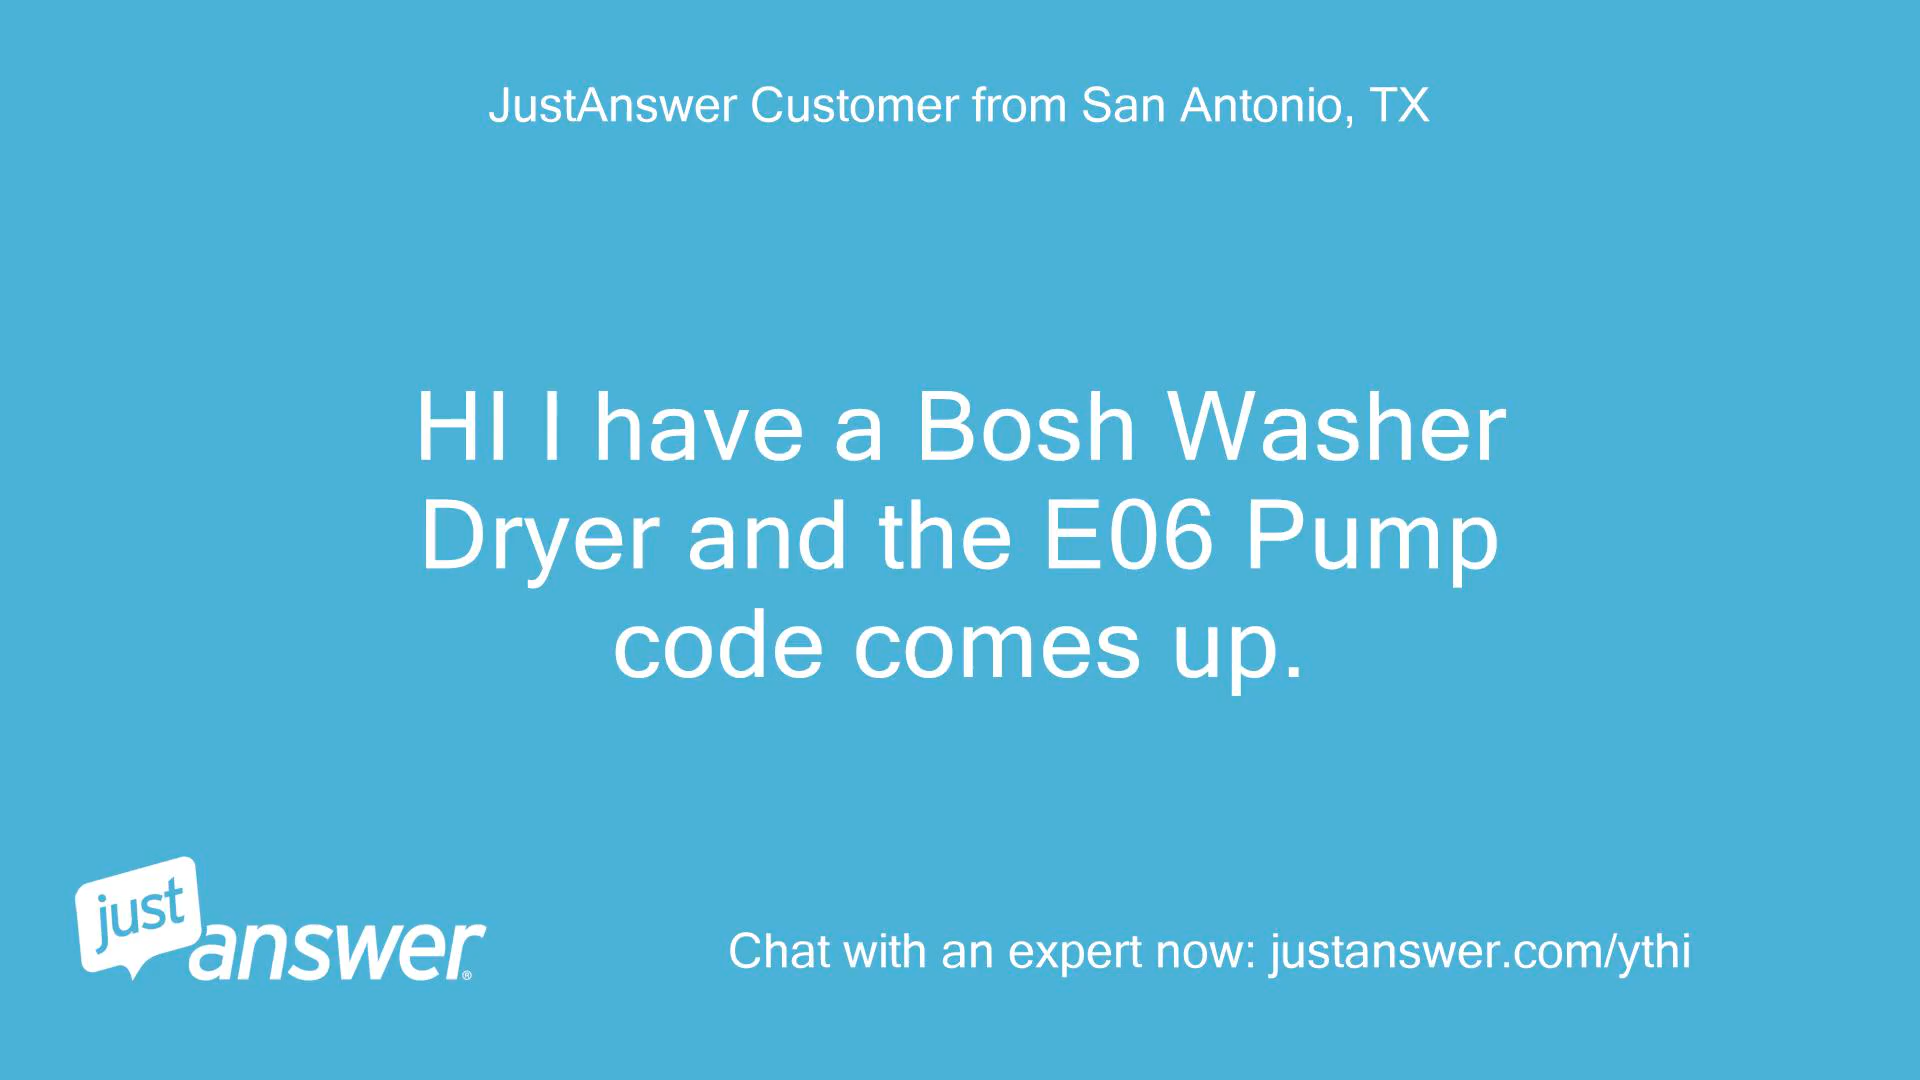 JustAnswer Customer from San Antonio, TX
HI I have a Bosh Washer
Dryer and the E06 Pump
code comes up.
just
answer®
Chat with an expert now: justanswer.com/ythi